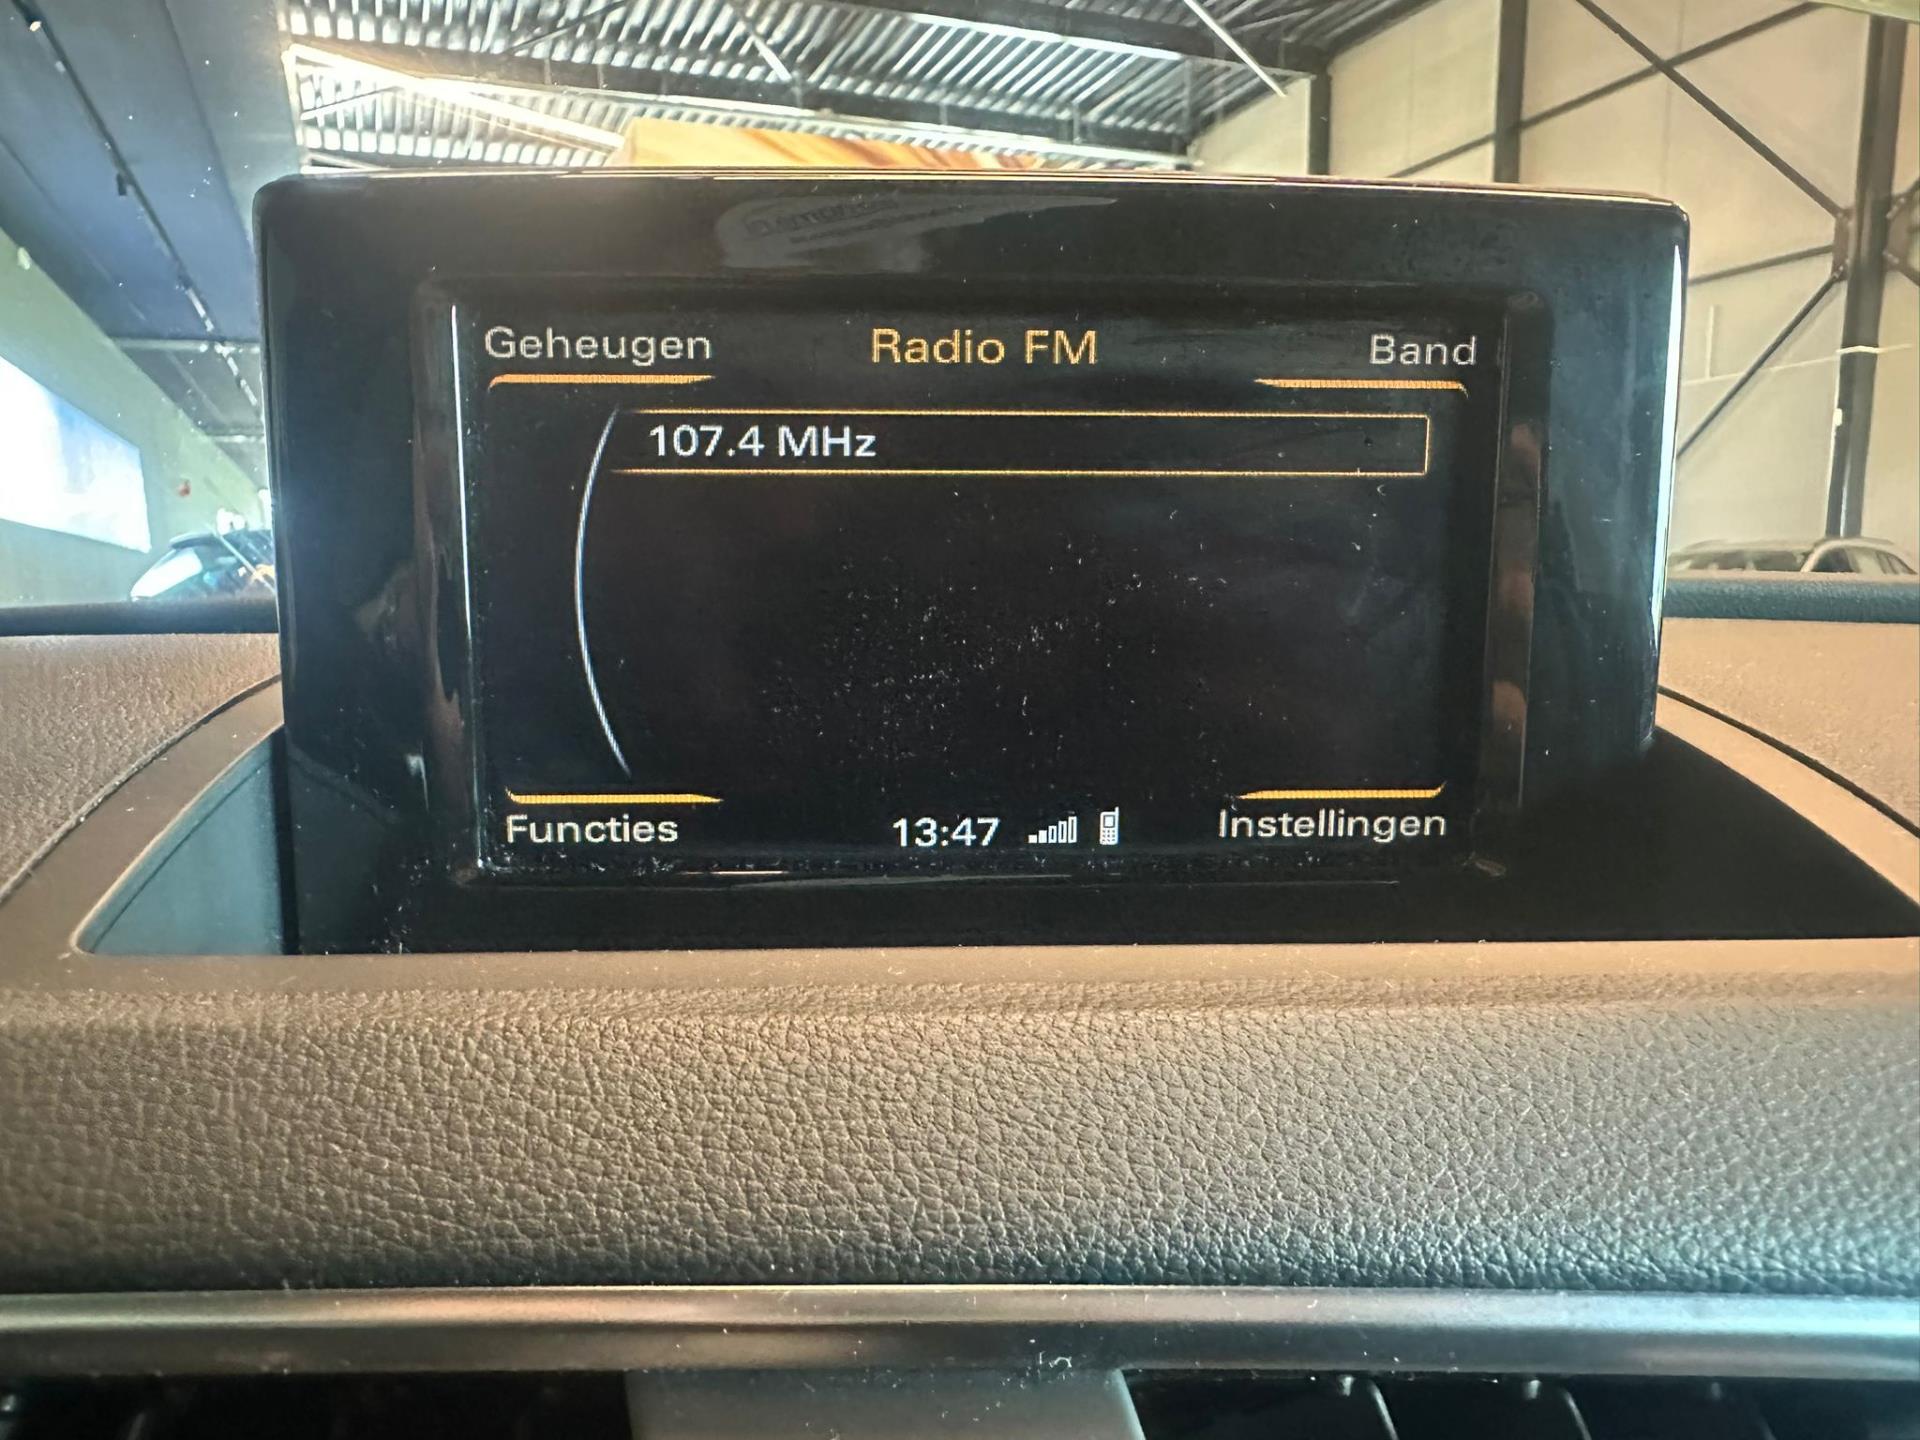 Geheugen Radio FM Band
107.4 MHz
Functies 13:47 Instellingen